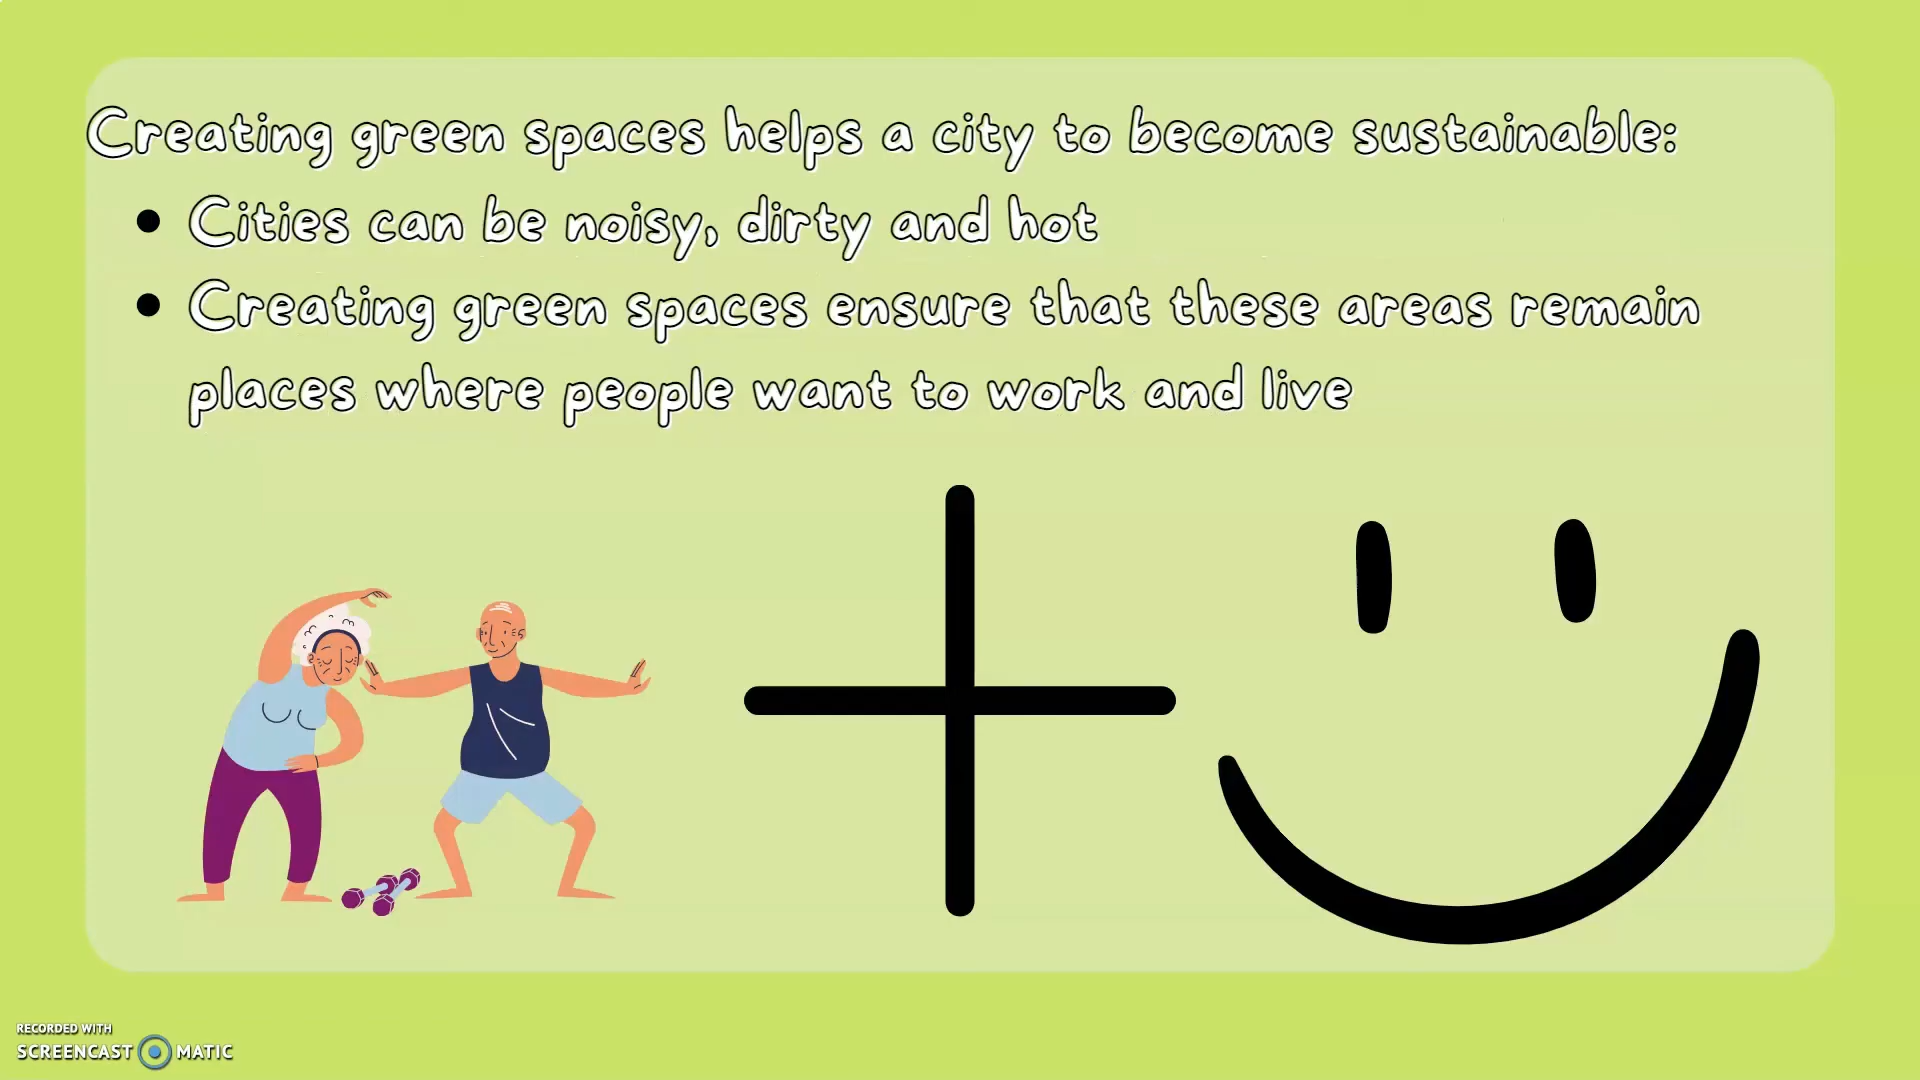 Creating green spaces helps a city to become sustainable:
• Cities can be noisy, dirty and hot
• Creating green spaces ensure that these areas remain
places where people want to work and live
RECORDED WITH
SCREENCAST MATIC